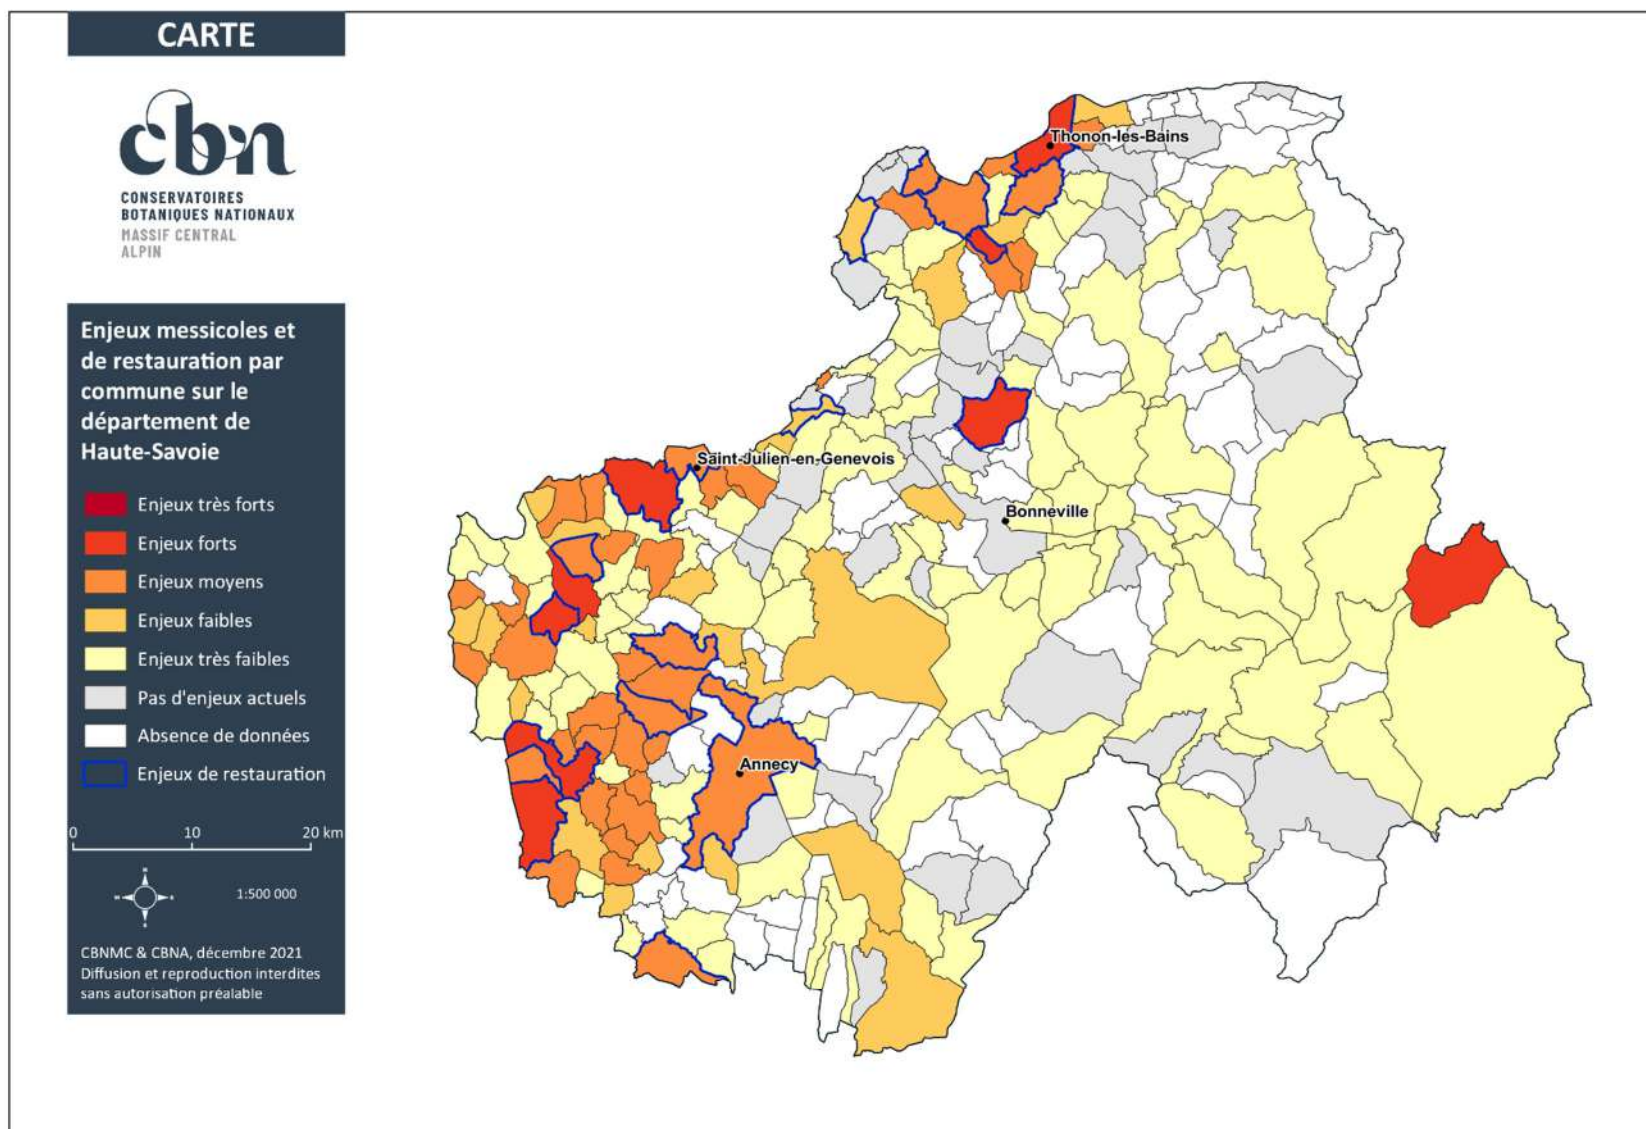 CARTE
cbn
CONSERVATOIRES
BOTANIQUES NATIONAUX
MASSIF CENTRAL
ALPIN
Enjeux messicoles et
de restauration par
commune sur le
département de
Haute-Savoie
Enjeux très forts
Enjeux forts
Enjeux moyens
Enjeux faibles
Enjeux très faibles
Pas d'enjeux actuels
Absence de données
Enjeux de restauration
0 10 20 km
1:500 000
CBNMC & CBNA, décembre 2021
Diffusion et reproduction interdites
sans autorisation préalable
Thonon-les-Bains
Saint-Julien-en-Genevois
Bonneville
Annecy